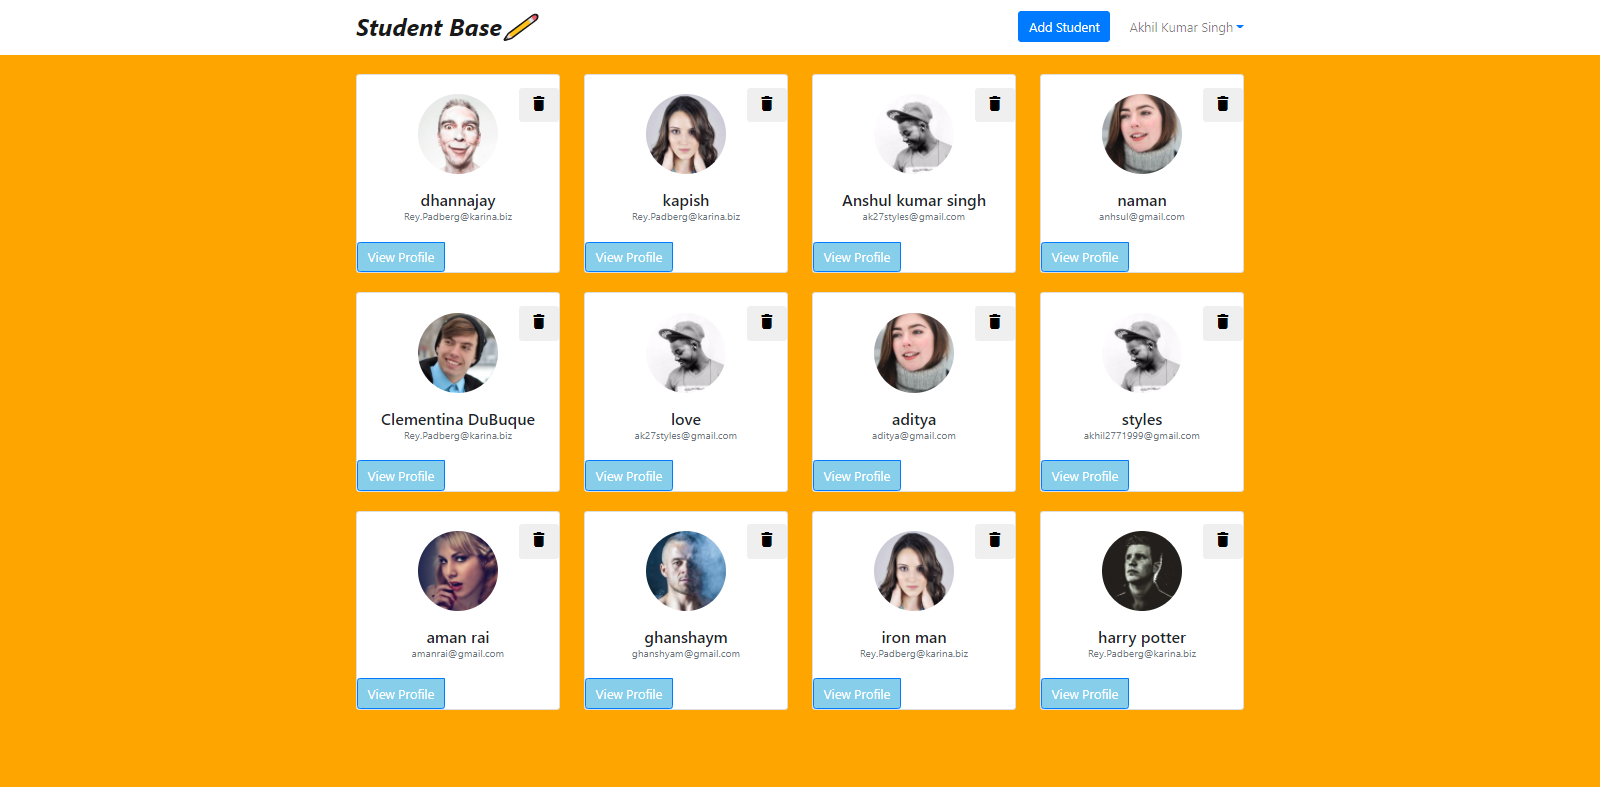 Student Base
Add Student
Akhil Kumar Singh
dhannajay
Rey.Padberg@karina.biz
View Profile
kapish
Rey.Padberg@karina.biz
View Profile
Anshul kumar singh
ak27styles@gmail.com
View Profile
naman
anhsul@gmail.com
View Profile
Clementina DuBuque
Rey.Padberg@karina.biz
View Profile
love
ak27styles@gmail.com
View Profile
aditya
aditya@gmail.com
View Profile
styles
akhil2771999@gmail.com
View Profile
aman rai
amanrai@gmail.com
View Profile
ghanshaym
ghanshyam@gmail.com
View Profile
iron man
Rey.Padberg@karina.biz
View Profile
harry potter
Rey.Padberg@karina.biz
View Profile